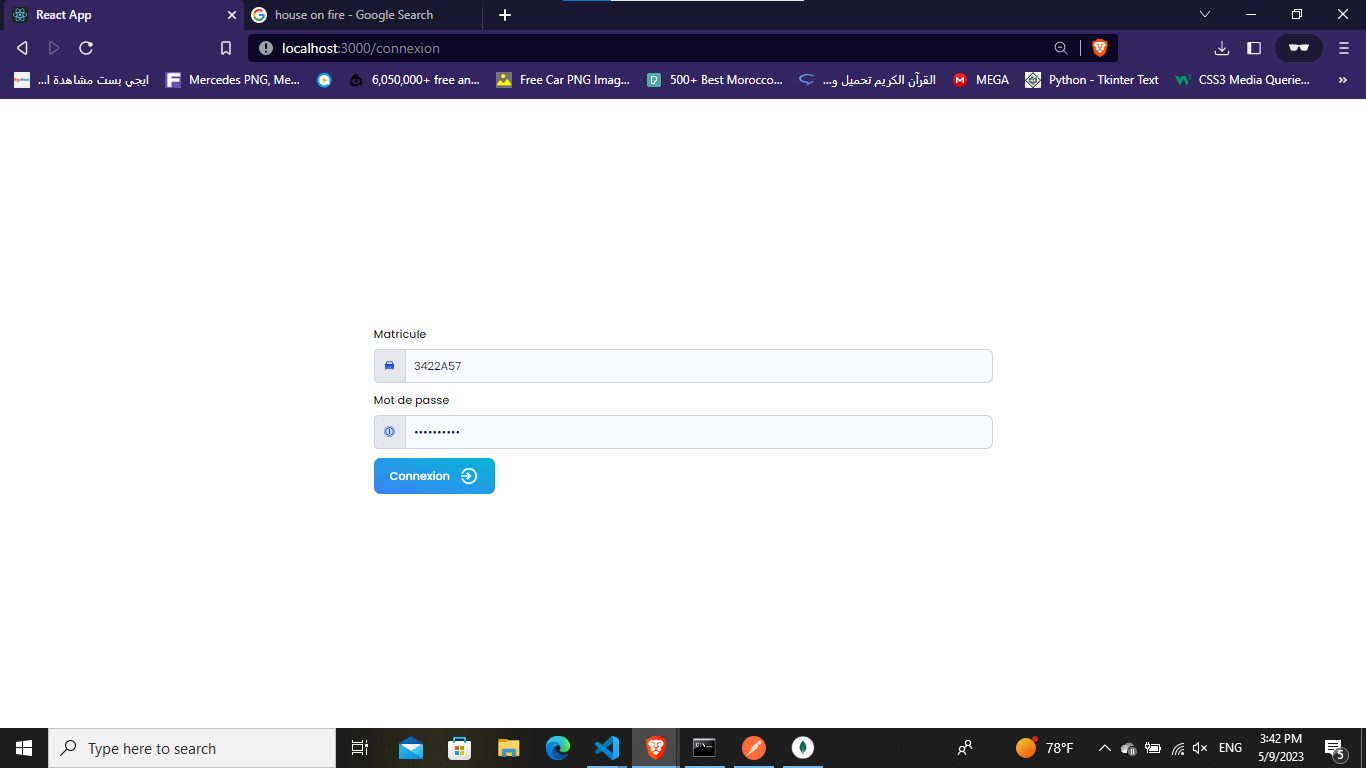 React App
house on fire - Google Search
localhost:3000/connexion
ايجي بست مشاهدة ا...
Mercedes PNG, Me...
6,050,000+ free an...
Free Car PNG Imag...
500+ Best Morocco...
القرآن الكريم تحميل و...
MEGA
Python - Tkinter Text
CSS3 Media Querie...
Matricule
3422A57
Mot de passe
••••••••••
Connexion
Type here to search
78°F
ENG
3:42 PM
5/9/2023
5